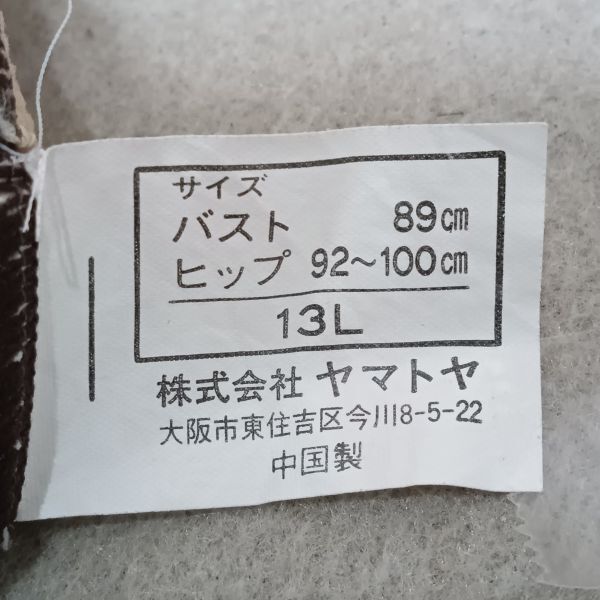 サイズ
バスト 89cm
ヒップ 92〜100cm
13L
株式会社 ヤマトヤ
大阪市東住吉区今川8-5-22
中国製